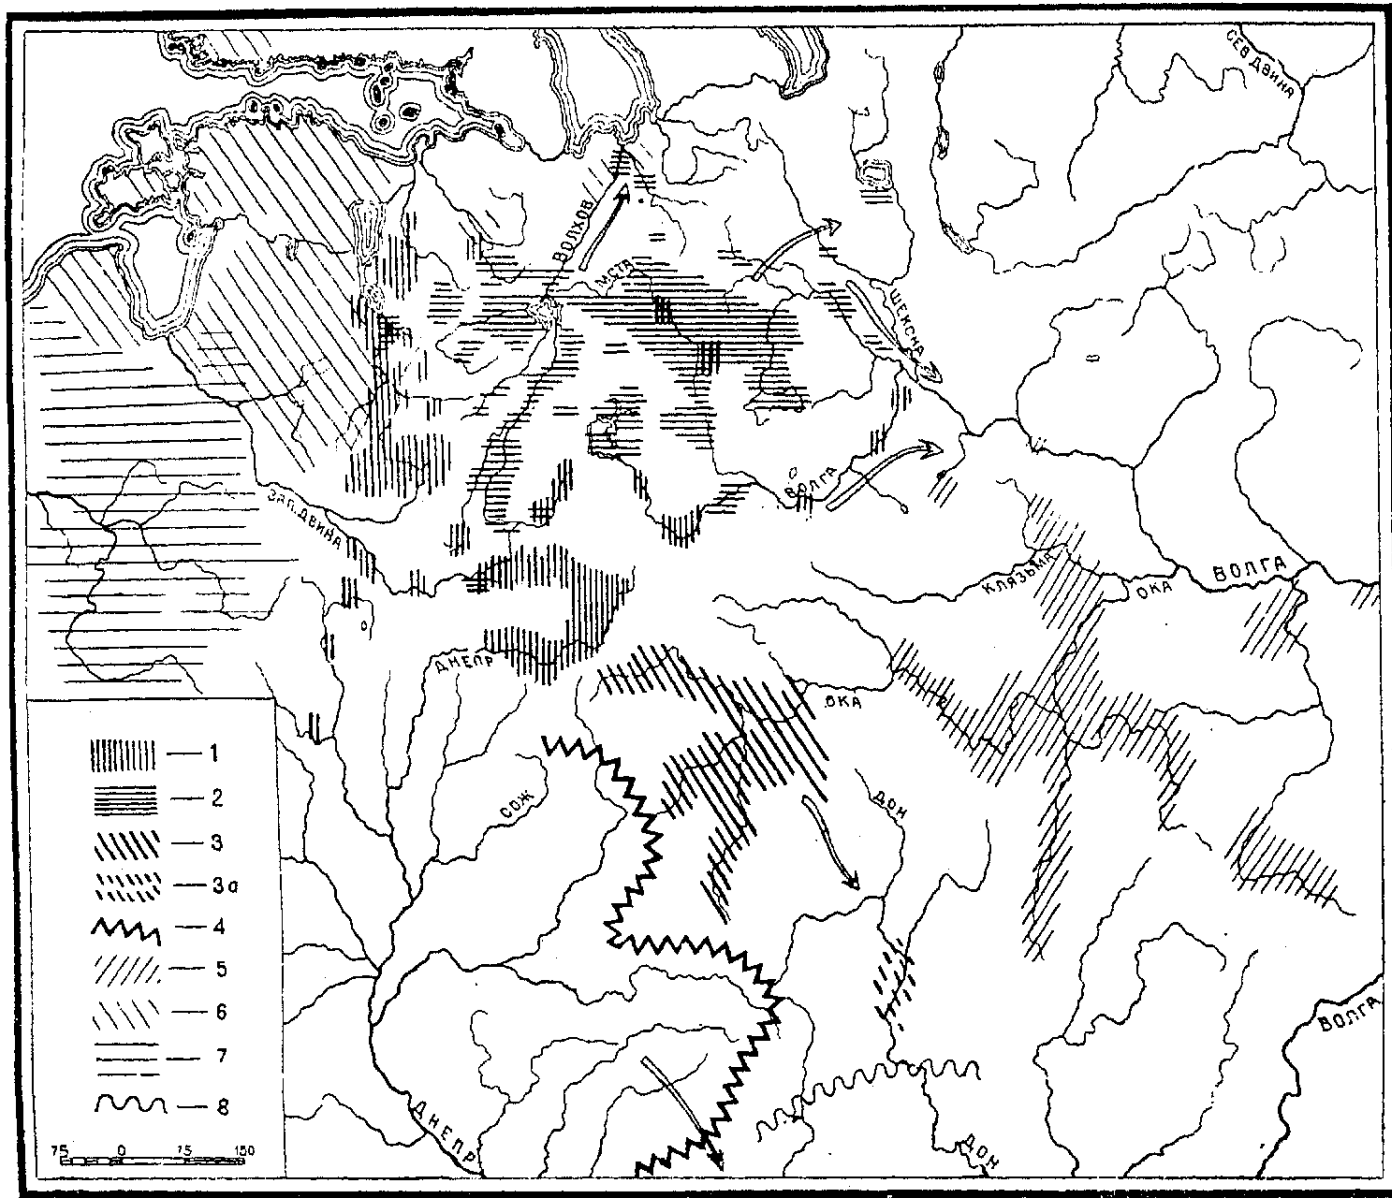 СЕВ ДВИНА
ВОЛХОВ
МСТА
ШЕКСНА
ВОЛГА
ЗАП. ДВИНА
КЛЯЗЬМА
ОКА
ВОЛГА
ДНЕПР
ОКА
СОЖ
ДОН
ВОЛГА
ДНЕПР
ДОН
— 1
— 2
— 3
— 3а
— 4
— 5
— 6
— 7
— 8
75 0 75 150